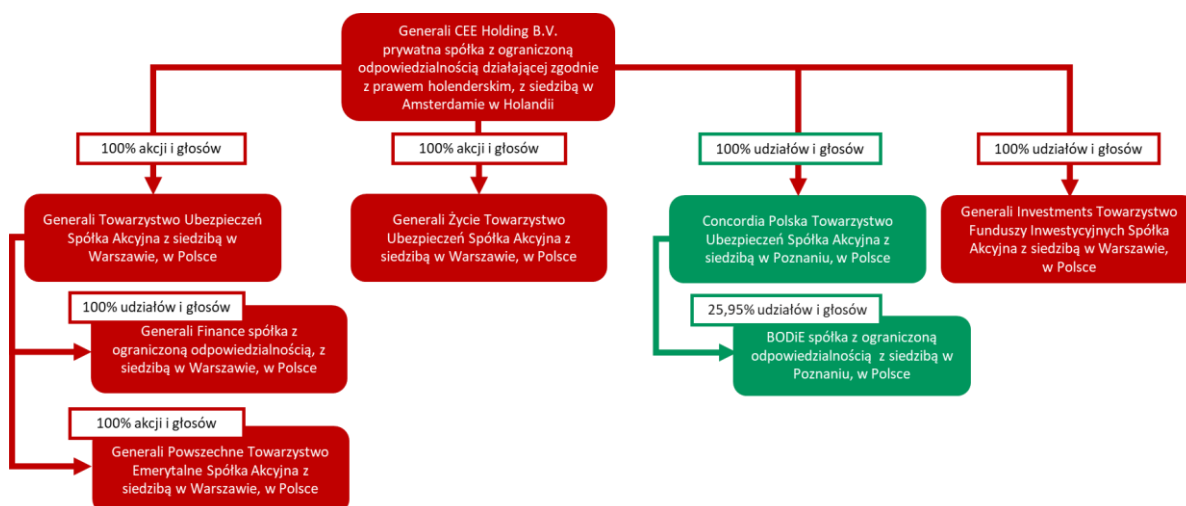 Generali CEE Holding B.V.
prywatna spółka z ograniczoną
odpowiedzialnością działającej zgodnie
z prawem holenderskim, z siedzibą w
Amsterdamie w Holandii
100% akcji i głosów
100% akcji i głosów
100% udziałów i głosów
100% udziałów i głosów
Generali Towarzystwo Ubezpieczeń
Spółka Akcyjna z siedzibą w
Warszawie, w Polsce
Generali Życie Towarzystwo
Ubezpieczeń Spółka Akcyjna z
siedzibą w Warszawie, w Polsce
Concordia Polska Towarzystwo
Ubezpieczeń Spółka Akcyjna z
siedzibą w Poznaniu, w Polsce
Generali Investments Towarzystwo
Funduszy Inwestycyjnych Spółka
Akcyjna z siedzibą w Warszawie,
w Polsce
100% udziałów i głosów
Generali Finance spółka z
ograniczoną odpowiedzialnością, z
siedzibą w Warszawie, w Polsce
25,95% udziałów i głosów
BODiE spółka z ograniczoną
odpowiedzialnością z siedzibą w
Poznaniu, w Polsce
100% akcji i głosów
Generali Powszechne Towarzystwo
Emerytalne Spółka Akcyjna z
siedzibą w Warszawie, w Polsce